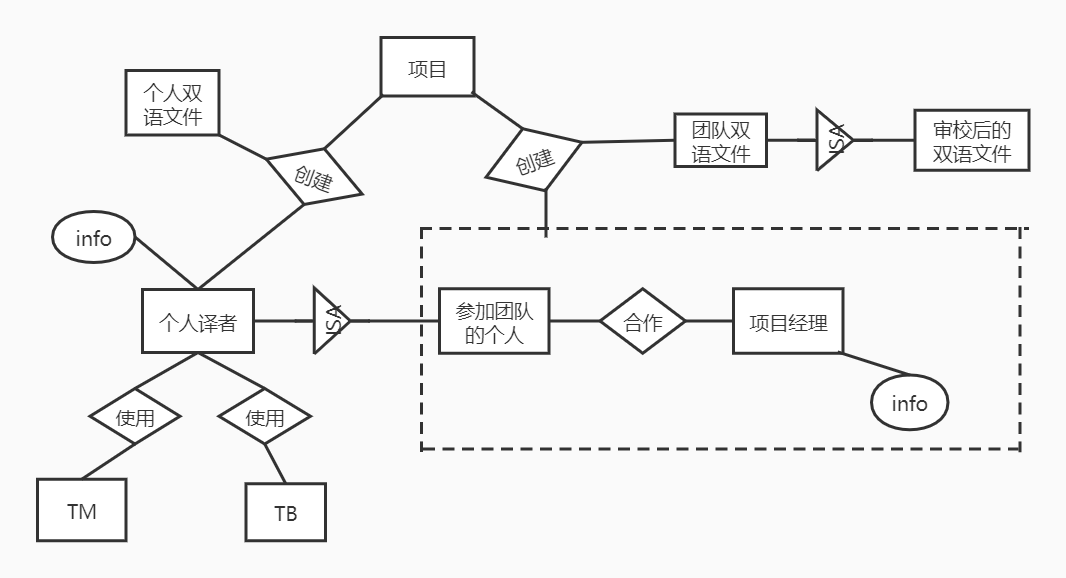 项目
个人双
语文件
团队双
语文件
ISA
审校后的
双语文件
创建
创建
info
个人译者
ISA
参加团队
的个人
合作
项目经理
info
使用
使用
TM
TB